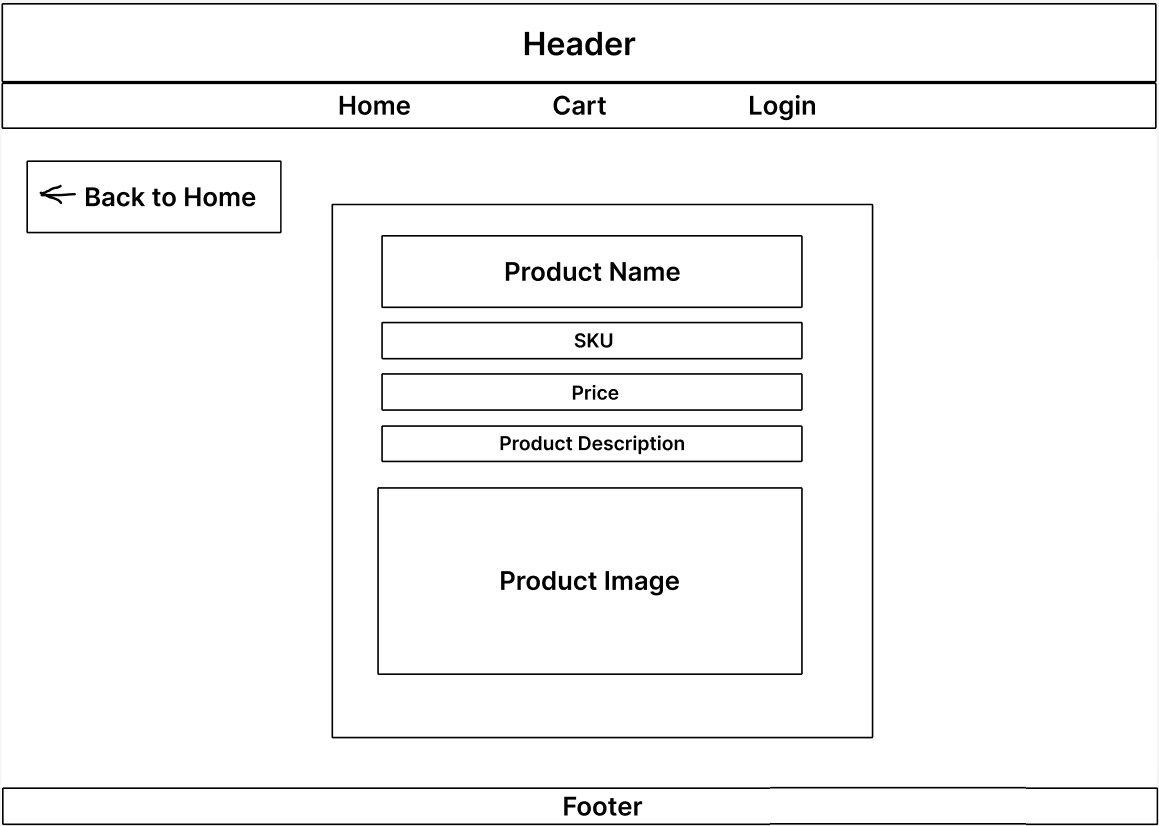 Header
Home Cart Login
← Back to Home
Product Name
SKU
Price
Product Description
Product Image
Footer